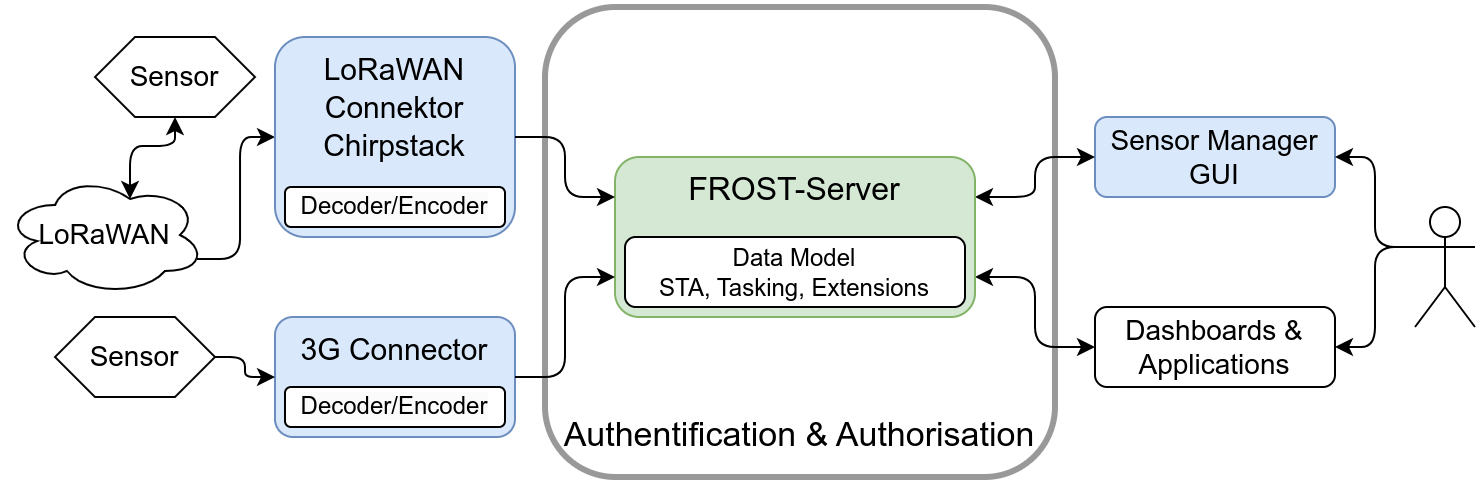 Sensor
LoRaWAN
LoRaWAN
Connektor
Chirpstack
Decoder/Encoder
Sensor
3G Connector
Decoder/Encoder
FROST-Server
Data Model
STA, Tasking, Extensions
Authentification & Authorisation
Sensor Manager
GUI
Dashboards &
Applications